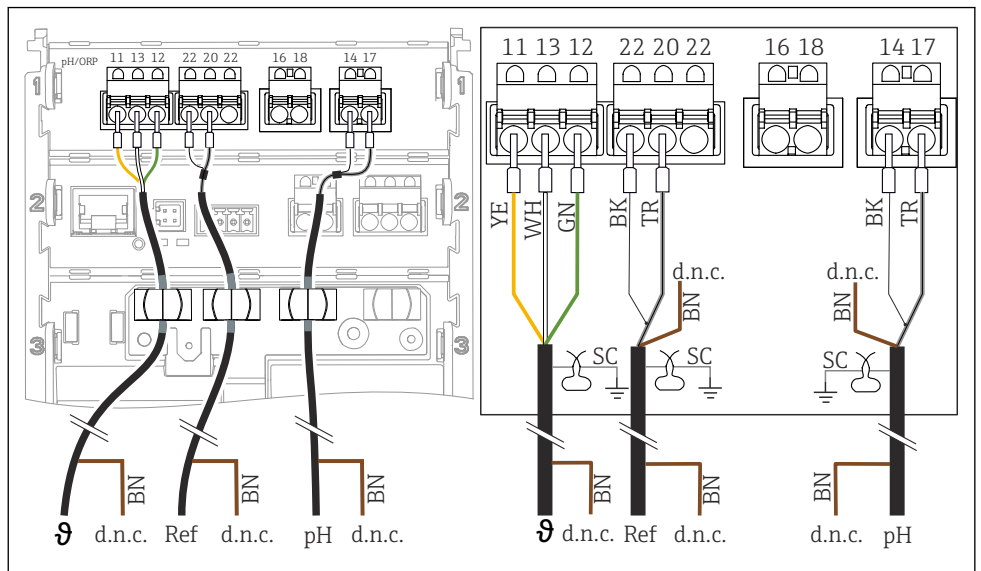 pH/ORP
11 13 12 22 20 22 16 18 14 17
1 1
2 2
3 3
BN BN BN
ϑ d.n.c. Ref d.n.c. pH d.n.c.
11 13 12 22 20 22 16 18 14 17
YE WH GN BK TR BK TR
d.n.c. d.n.c.
BN BN
SC SC SC
BN BN BN
ϑ d.n.c. Ref d.n.c. d.n.c. pH